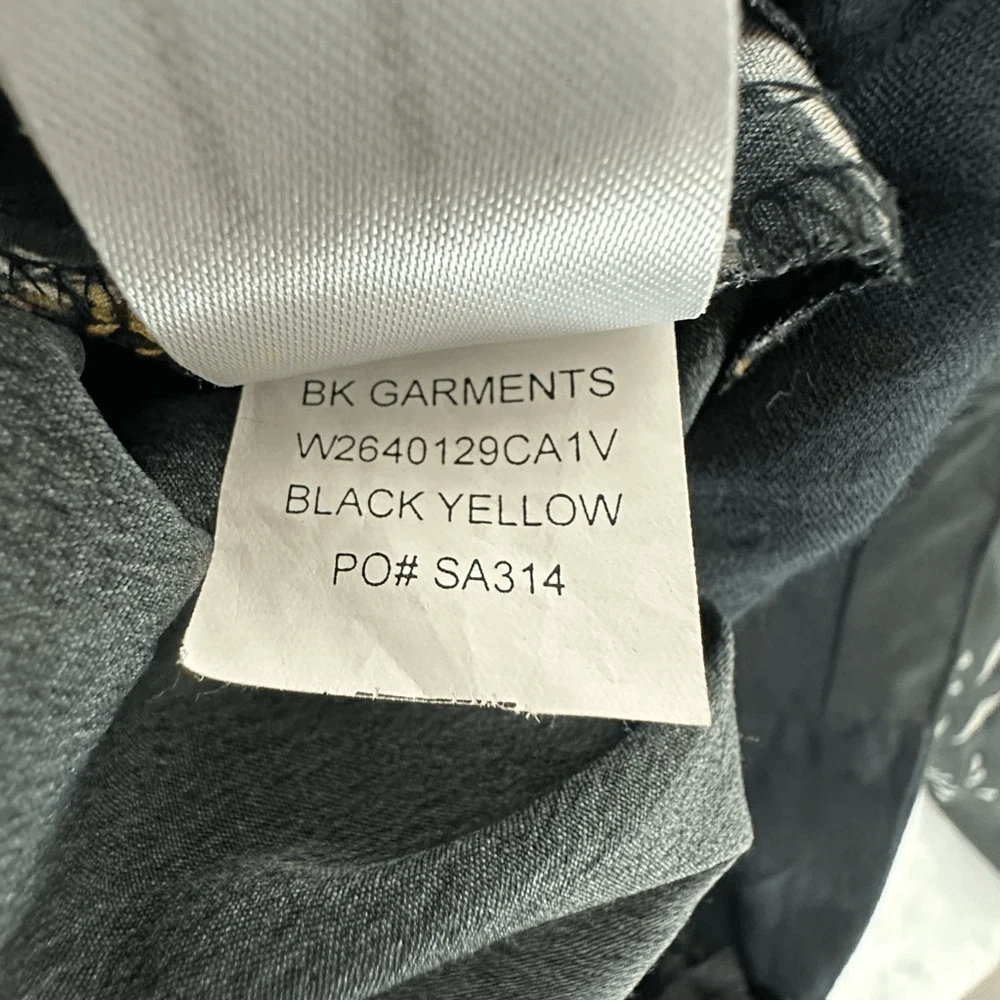 BK GARMENTS
W2640129CA1V
BLACK YELLOW
PO# SA314